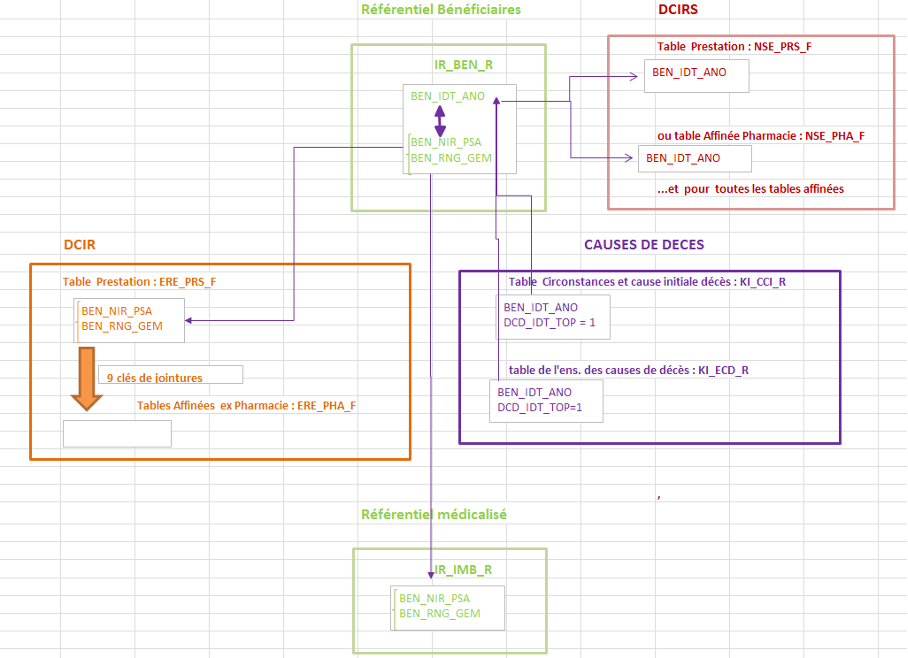 Référentiel Bénéficiaires
DCIRS
IR_BEN_R
BEN_IDT_ANO
BEN_NIR_PSA
BEN_RNG_GEM
Table Prestation : NSE_PRS_F
BEN_IDT_ANO
ou table Affinée Pharmacie : NSE_PHA_F
BEN_IDT_ANO
...et pour toutes les tables affinées
DCIR
Table Prestation : ERE_PRS_F
BEN_NIR_PSA
BEN_RNG_GEM
9 clés de jointures
Tables Affinées ex Pharmacie : ERE_PHA_F
CAUSES DE DECES
Table Circonstances et cause initiale décès : KI_CCI_R
BEN_IDT_ANO
DCD_IDT_TOP = 1
table de l'ens. des causes de décès : KI_ECD_R
BEN_IDT_ANO
DCD_IDT_TOP=1
,
Référentiel médicalisé
IR_IMB_R
BEN_NIR_PSA
BEN_RNG_GEM